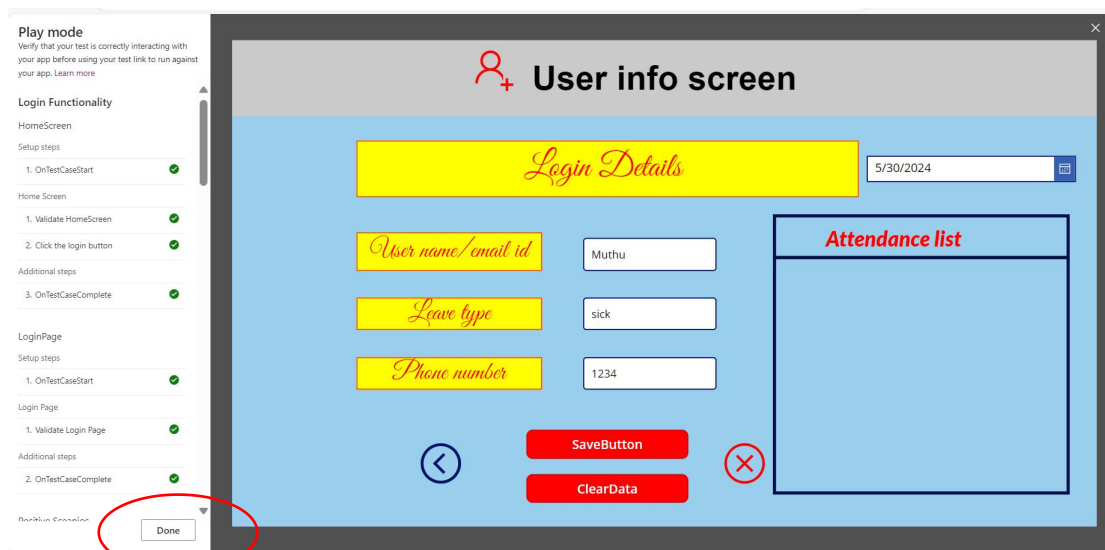 Play mode
Verify that your test is correctly interacting with
your app before using your test link to run against
your app. Learn more
Login Functionality
HomeScreen
Setup steps
1. OnTestCaseStart
Home Screen
1. Validate HomeScreen
2. Click the login button
Additional steps
3. OnTestCaseComplete
LoginPage
Setup steps
1. OnTestCaseStart
Login Page
1. Validate Login Page
Additional steps
2. OnTestCaseComplete
Done
User info screen
Login Details
5/30/2024
User name/email id
Muthu
Leave type
sick
Phone number
1234
SaveButton
ClearData
Attendance list